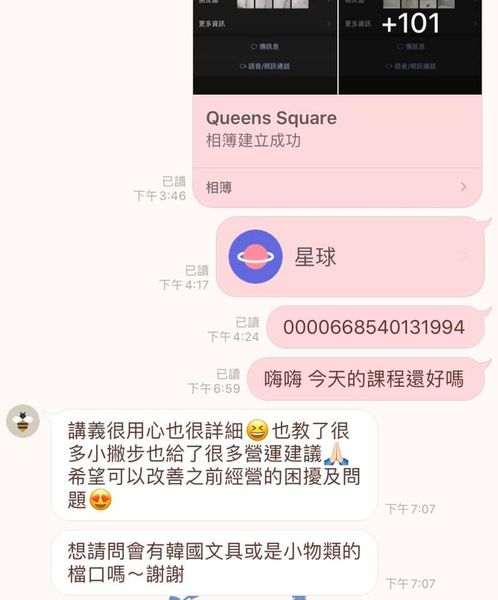 更多資訊
更多資訊
+101
傳訊息
傳訊息
語音/視訊通話
語音/視訊通話
Queens Square
相簿建立成功
相簿
已讀
下午3:46
星球
已讀
下午4:17
0000668540131994
已讀
下午4:24
嗨嗨 今天的課程還好嗎
已讀
下午6:59
講義很用心也很詳細😆也教了很
多小撇步也給了很多營運建議🙏🏻
希望可以改善之前經營的困擾及問
題😍
下午7:07
想請問會有韓國文具或是小物類的
檔口嗎～謝謝
下午7:07